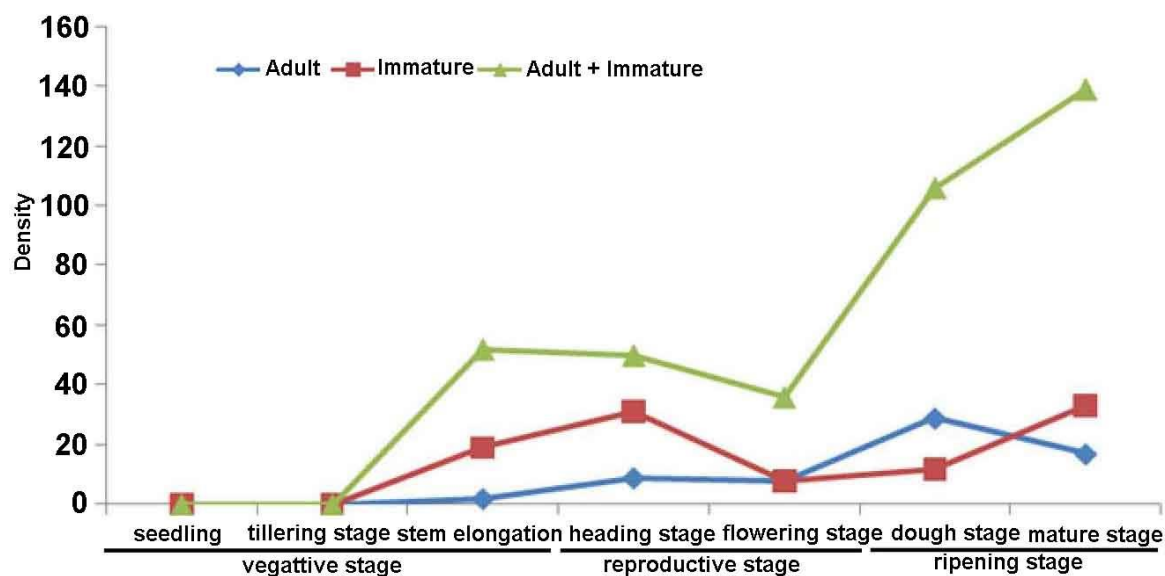 160
Adult Immature Adult + Immature
140
120
100
80
60
40
20
0
Density
seedling tillering stage stem elongation heading stage flowering stage dough stage mature stage
vegattive stage reproductive stage ripening stage